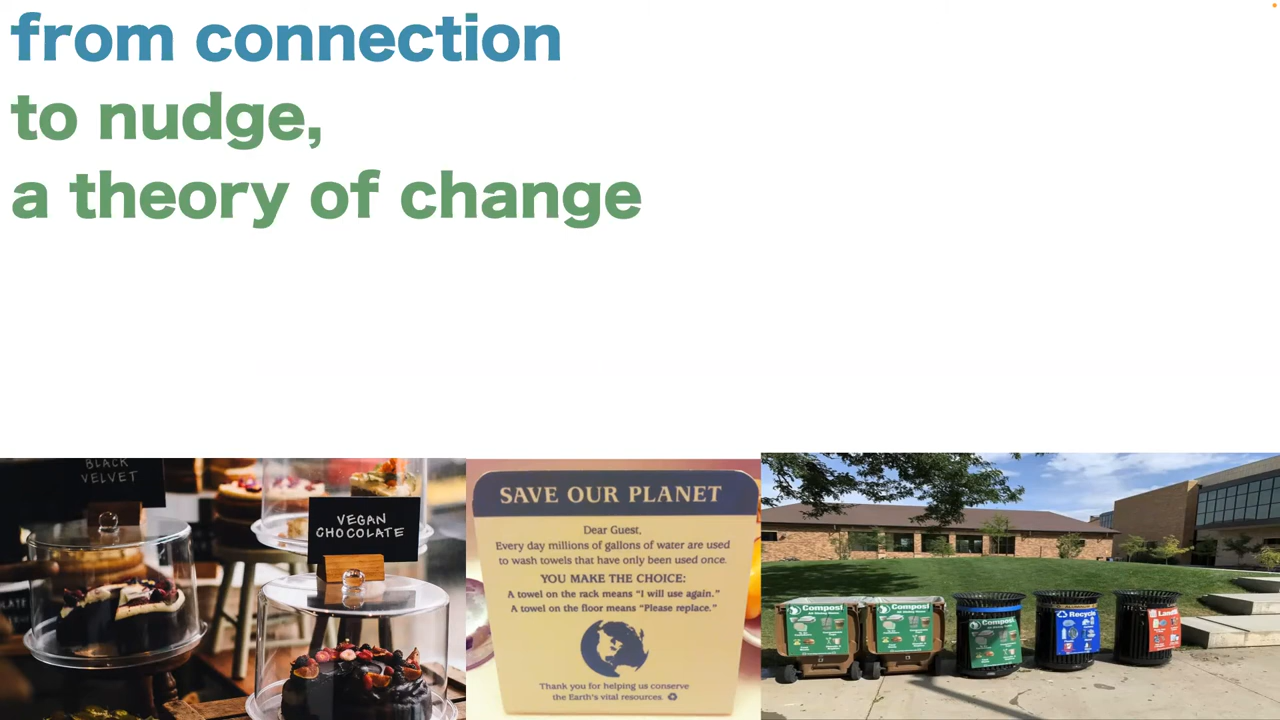 from connection
to nudge,
a theory of change
BLACK
VELVET
VEGAN
CHOCOLATE
SAVE OUR PLANET
Dear Guest,
Every day millions of gallons of water are used
to wash towels that have only been used once.
YOU MAKE THE CHOICE:
A towel on the rack means “I will use again.”
A towel on the floor means “Please replace.”
Thank you for helping us conserve
the Earth's vital resources.
Compost
Compost
Compost
Recycle
Landfill